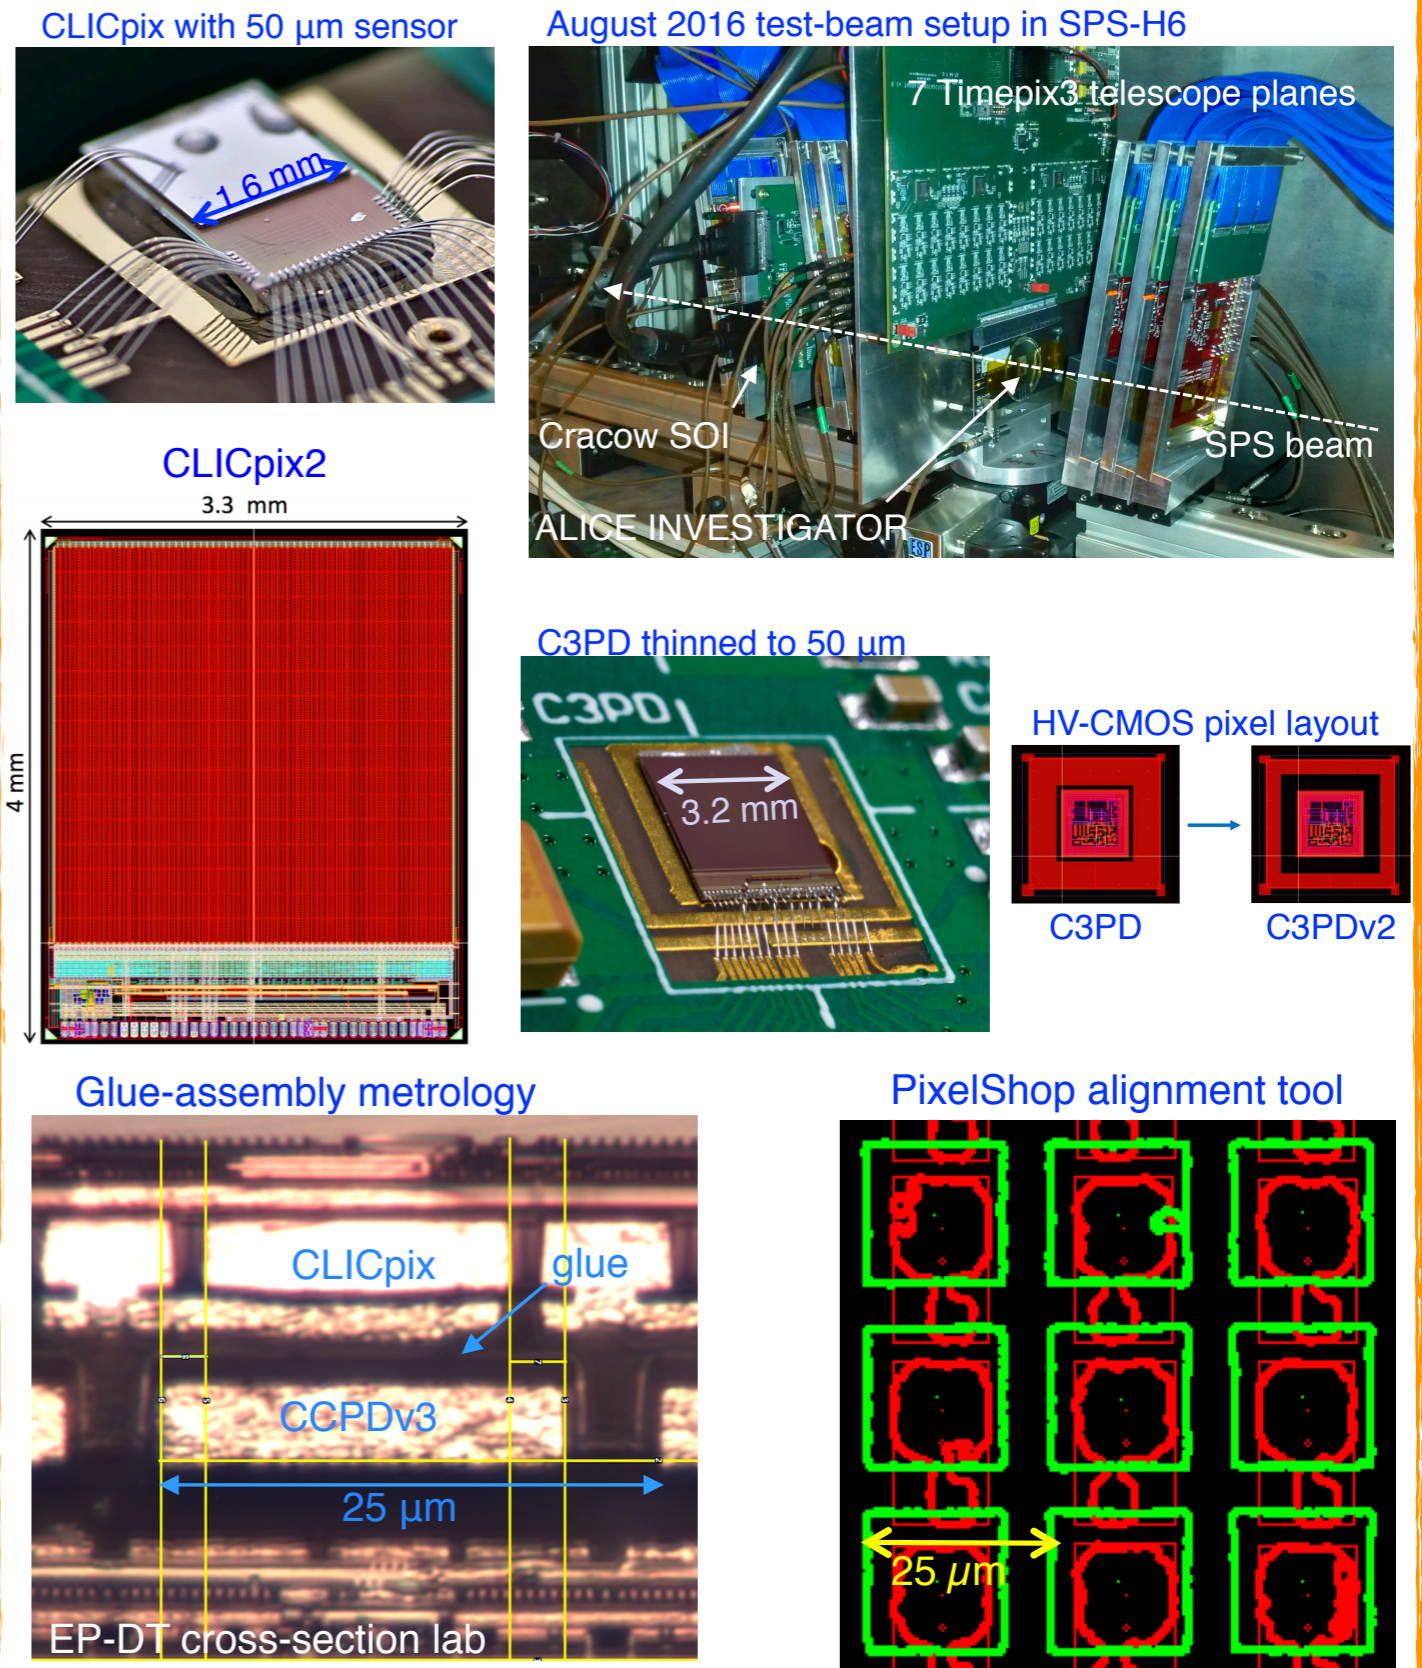 CLICpix with 50 µm sensor
1.6 mm
August 2016 test-beam setup in SPS-H6
7 Timepix3 telescope planes
Cracow SOI
SPS beam
ALICE INVESTIGATOR
ESP
CLICpix2
3.3 mm
4 mm
C3PD thinned to 50 µm
C3PD
3.2 mm
HV-CMOS pixel layout
C3PD
C3PDv2
Glue-assembly metrology
CLICpix
glue
CCPDv3
25 µm
EP-DT cross-section lab
PixelShop alignment tool
25 µm